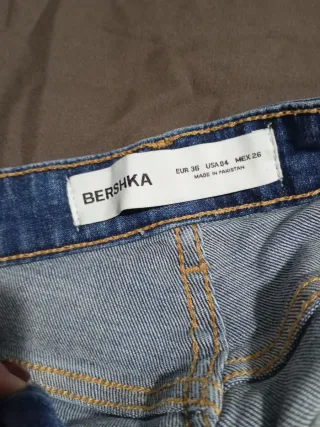 BERSHKA
EUR 36 USA 04 MEX 26
MADE IN PAKISTAN